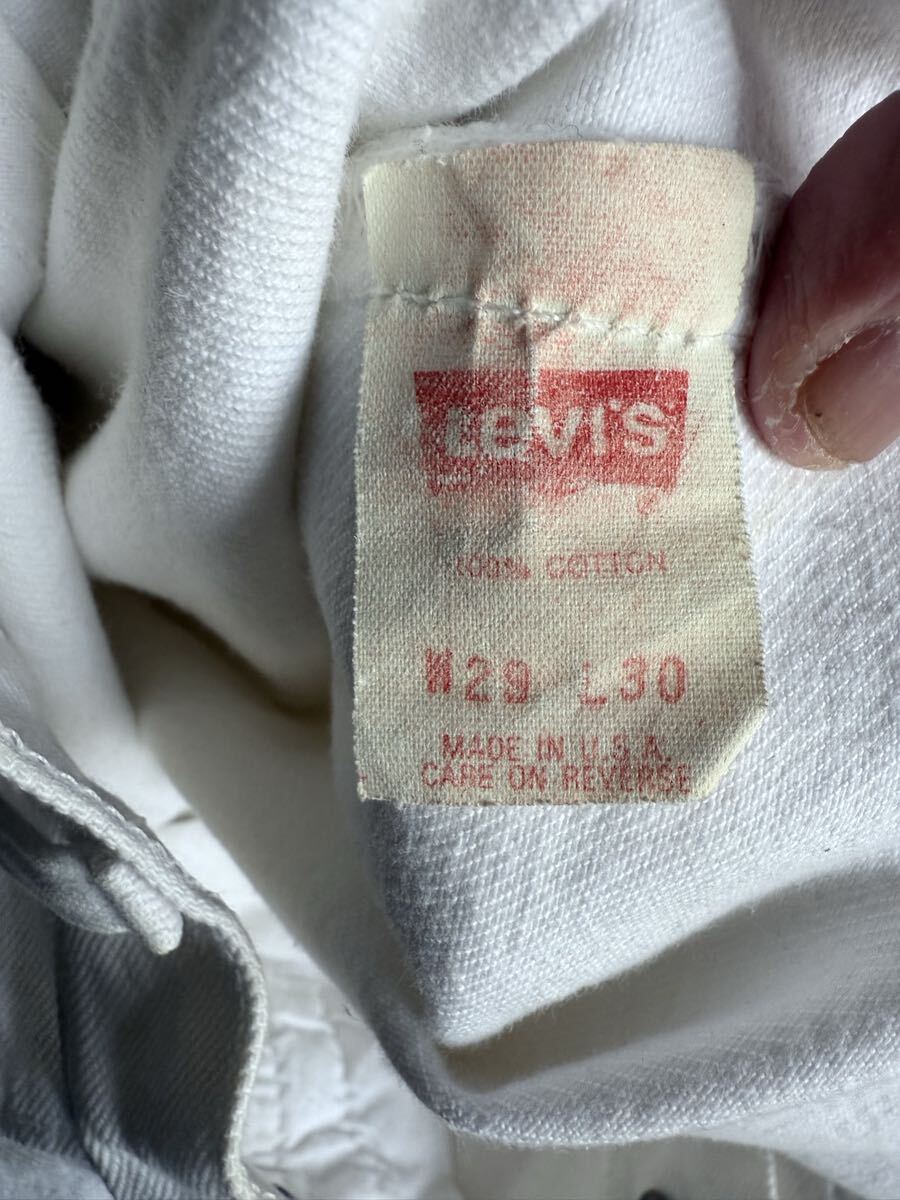 Levi's
100% COTTON
W29 L30
MADE IN U.S.A.
CARE ON REVERSE